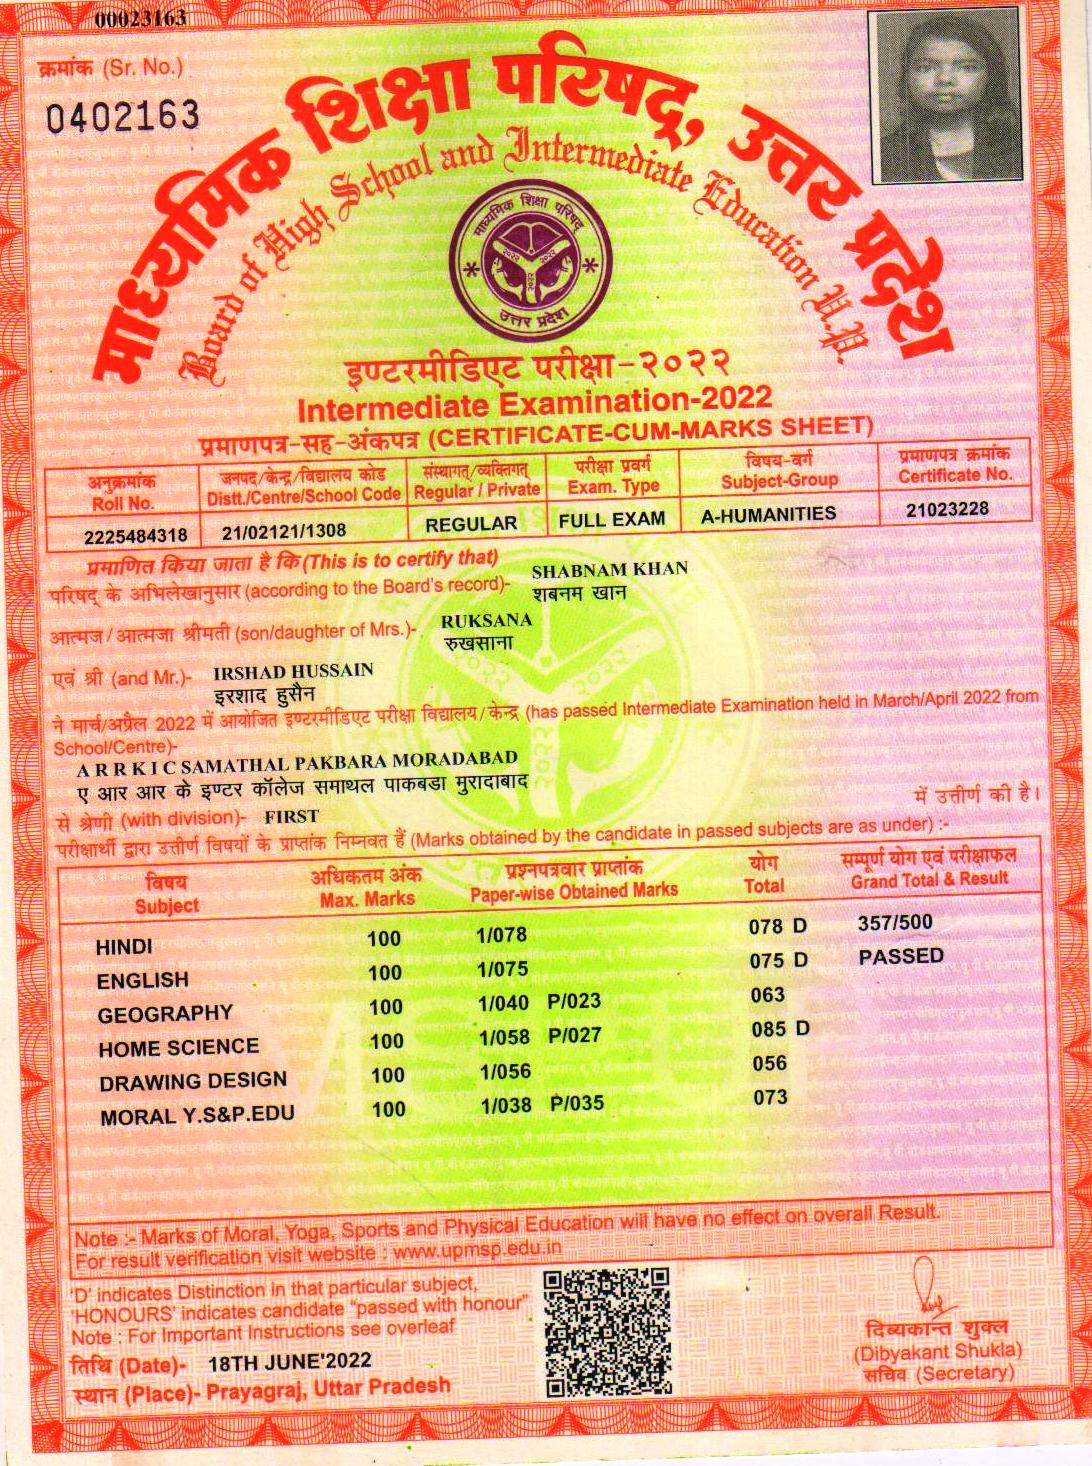 00023163
क्रमांक (Sr. No.)
0402163
माध्यमिक शिक्षा परिषद्, उत्तर प्रदेश
Board of High School and Intermediate Education U.P.
माध्यमिक शिक्षा परिषद्
२०२२ २०२२
२०२२
उत्तर प्रदेश
इण्टरमीडिएट परीक्षा-२०२२
Intermediate Examination-2022
प्रमाणपत्र-सह-अंकपत्र (CERTIFICATE-CUM-MARKS SHEET)
अनुक्रमांक जनपद/केन्द्र/विद्यालय कोड संस्थागत्/व्यक्तिगत् परीक्षा प्रवर्ग विषय-वर्ग प्रमाणपत्र क्रमांक
Roll No. Distt./Centre/School Code Regular / Private Exam. Type Subject-Group Certificate No.
2225484318 21/02121/1308 REGULAR FULL EXAM A-HUMANITIES 21023228
प्रमाणित किया जाता है कि (This is to certify that)
परिषद् के अभिलेखानुसार (according to the Board's record)- SHABNAM KHAN
शबनम खान
आत्मज/आत्मजा श्रीमती (son/daughter of Mrs.)- RUKSANA
रुखसाना
एवं श्री (and Mr.)- IRSHAD HUSSAIN
इरशाद हुसैन
ने मार्च/अप्रैल 2022 में आयोजित इण्टरमीडिएट परीक्षा विद्यालय/केन्द्र (has passed Intermediate Examination held in March/April 2022 from
School/Centre)-
A R R K I C SAMATHAL PAKBARA MORADABAD
ए आर आर के इण्टर कॉलेज समाथल पाकबडा मुरादाबाद
में उत्तीर्ण की है।
से श्रेणी (with division)- FIRST
परीक्षार्थी द्वारा उत्तीर्ण विषयों के प्राप्तांक निम्नवत हैं (Marks obtained by the candidate in passed subjects are as under) :-
विषय अधिकतम अंक प्रश्नपत्रवार प्राप्तांक योग सम्पूर्ण योग एवं परीक्षाफल
Subject Max. Marks Paper-wise Obtained Marks Total Grand Total & Result
HINDI 100 1/078 078 D 357/500
ENGLISH 100 1/075 075 D PASSED
GEOGRAPHY 100 1/040 P/023 063
HOME SCIENCE 100 1/058 P/027 085 D
DRAWING DESIGN 100 1/056 056
MORAL Y.S&P.EDU 100 1/038 P/035 073
Note :- Marks of Moral, Yoga, Sports and Physical Education will have no effect on overall Result.
For result verification visit website : www.upmsp.edu.in
'D' indicates Distinction in that particular subject,
'HONOURS' indicates candidate "passed with honour"
Note : For Important Instructions see overleaf
तिथि (Date)- 18TH JUNE'2022
स्थान (Place)- Prayagraj, Uttar Pradesh
दिव्यकान्त शुक्ल
(Dibyakant Shukla)
सचिव (Secretary)